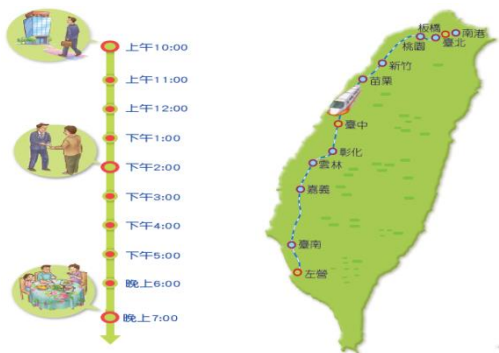 上午10:00
上午11:00
上午12:00
下午1:00
下午2:00
下午3:00
下午4:00
下午5:00
晚上6:00
晚上7:00
南港
臺北
板橋
桃園
新竹
苗栗
臺中
彰化
雲林
嘉義
臺南
左營